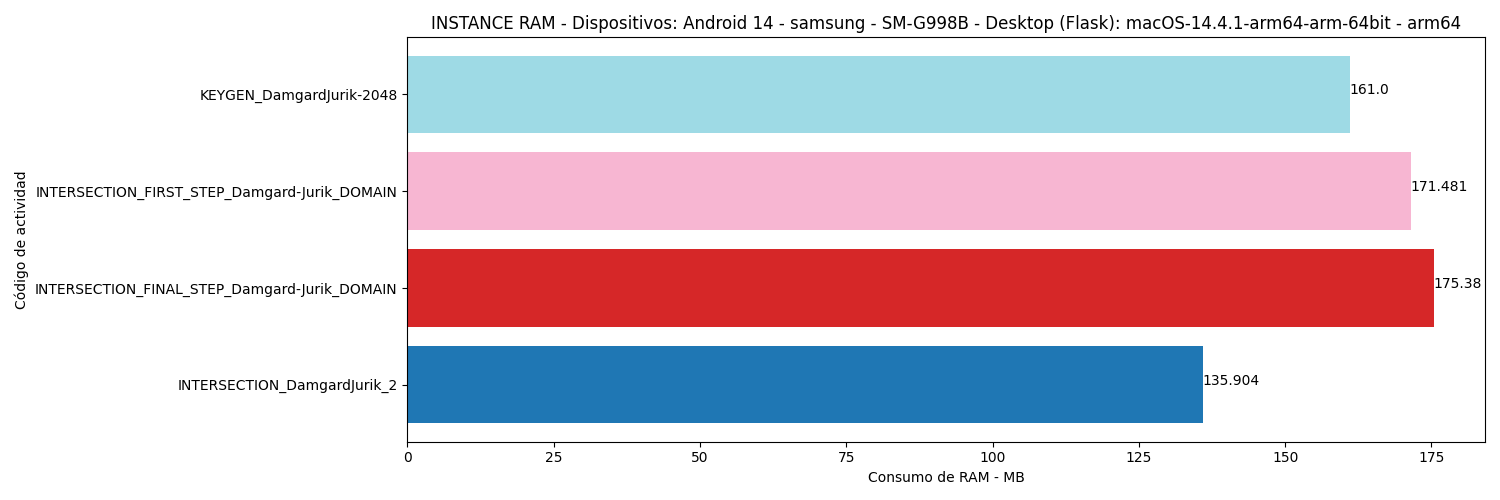 INSTANCE RAM - Dispositivos: Android 14 - samsung - SM-G998B - Desktop (Flask): macOS-14.4.1-arm64-arm-64bit - arm64
Código de actividad
KEYGEN_DamgardJurik-2048
161.0
INTERSECTION_FIRST_STEP_Damgard-Jurik_DOMAIN
171.481
INTERSECTION_FINAL_STEP_Damgard-Jurik_DOMAIN
175.38
INTERSECTION_DamgardJurik_2
135.904
0 25 50 75 100 125 150 175
Consumo de RAM - MB